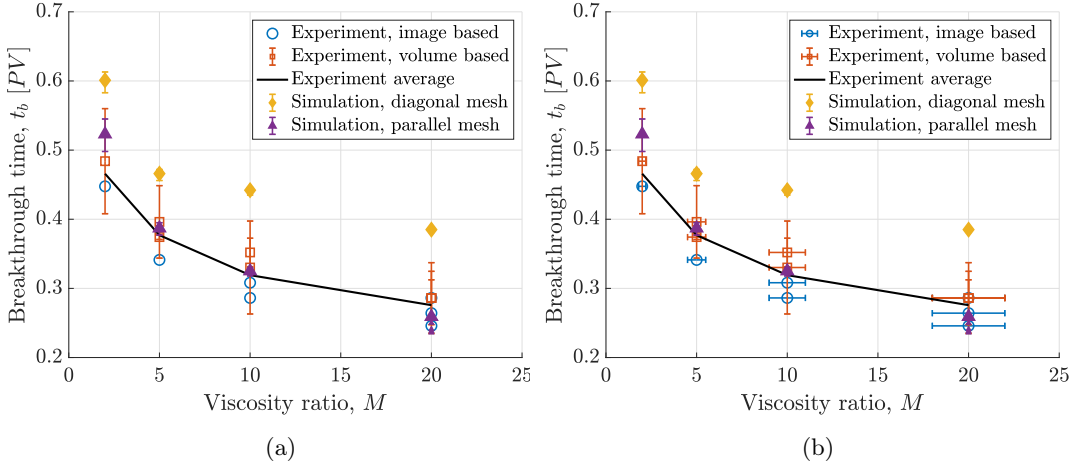 0.7
0.6
0.5
0.4
0.3
0.2
0
5
10
15
20
25
Breakthrough time, t_b [PV]
Viscosity ratio, M
Experiment, image based
Experiment, volume based
Experiment average
Simulation, diagonal mesh
Simulation, parallel mesh
(a)
0.7
0.6
0.5
0.4
0.3
0.2
0
5
10
15
20
25
Breakthrough time, t_b [PV]
Viscosity ratio, M
Experiment, image based
Experiment, volume based
Experiment average
Simulation, diagonal mesh
Simulation, parallel mesh
(b)